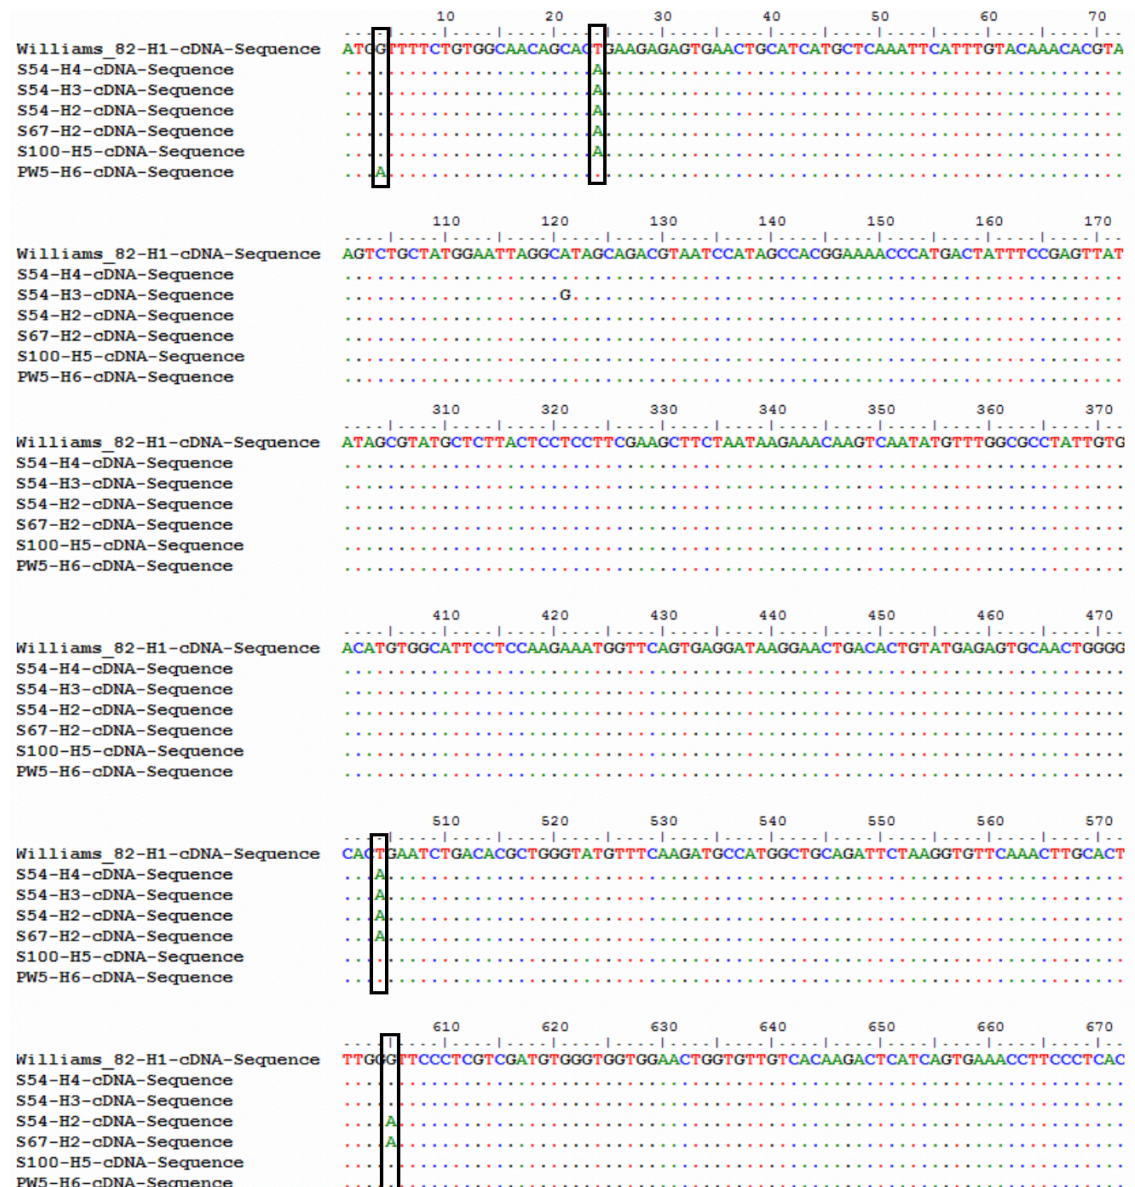 10 20 30 40 50 60 70
Williams_82-H1-cDNA-Sequence ATGGTTTTCTGTGGCAACAGCACTGAAGAGAGTGAACTGCATCATGCTCAAATTCATTTGTACAAACACGTA
S54-H4-cDNA-Sequence A
S54-H3-cDNA-Sequence A
S54-H2-cDNA-Sequence A
S67-H2-cDNA-Sequence A
S100-H5-cDNA-Sequence A
PW5-H6-cDNA-Sequence A
110 120 130 140 150 160 170
Williams_82-H1-cDNA-Sequence AGTCTGCTATGGAATTAGGCATAGCAGACGTAATCCATAGCCACGGAAAACCCATGACTATTTCCGAGTTAT
S54-H4-cDNA-Sequence
S54-H3-cDNA-Sequence G
S54-H2-cDNA-Sequence
S67-H2-cDNA-Sequence
S100-H5-cDNA-Sequence
PW5-H6-cDNA-Sequence
310 320 330 340 350 360 370
Williams_82-H1-cDNA-Sequence ATAGCGTATGCTCTTACTCCTCCTTCGAAGCTTCTAATAAGAAACAAGTCAATATGTTTGGCGCCTATTGTG
S54-H4-cDNA-Sequence
S54-H3-cDNA-Sequence
S54-H2-cDNA-Sequence
S67-H2-cDNA-Sequence
S100-H5-cDNA-Sequence
PW5-H6-cDNA-Sequence
410 420 430 440 450 460 470
Williams_82-H1-cDNA-Sequence ACATGTGGCATTCCTCCAAGAAATGGTTCAGTGAGGATAAGGAACTGACACTGTATGAGAGTGCAACTGGGG
S54-H4-cDNA-Sequence
S54-H3-cDNA-Sequence
S54-H2-cDNA-Sequence
S67-H2-cDNA-Sequence
S100-H5-cDNA-Sequence
PW5-H6-cDNA-Sequence
510 520 530 540 550 560 570
Williams_82-H1-cDNA-Sequence CACTGAATCTGACACGCTGGGTATGTTTCAAGATGCCATGGCTGCAGATTCTAAGGTGTTCAAACTTGCACT
S54-H4-cDNA-Sequence A
S54-H3-cDNA-Sequence A
S54-H2-cDNA-Sequence A
S67-H2-cDNA-Sequence A
S100-H5-cDNA-Sequence
PW5-H6-cDNA-Sequence
610 620 630 640 650 660 670
Williams_82-H1-cDNA-Sequence TTGGGTTCCCTCGTCGATGTGGGTGGTGGAACTGGTGTTGTCACAAGACTCATCAGTGAAACCTTCCCTCAC
S54-H4-cDNA-Sequence
S54-H3-cDNA-Sequence
S54-H2-cDNA-Sequence A
S67-H2-cDNA-Sequence A
S100-H5-cDNA-Sequence
PW5-H6-cDNA-Sequence